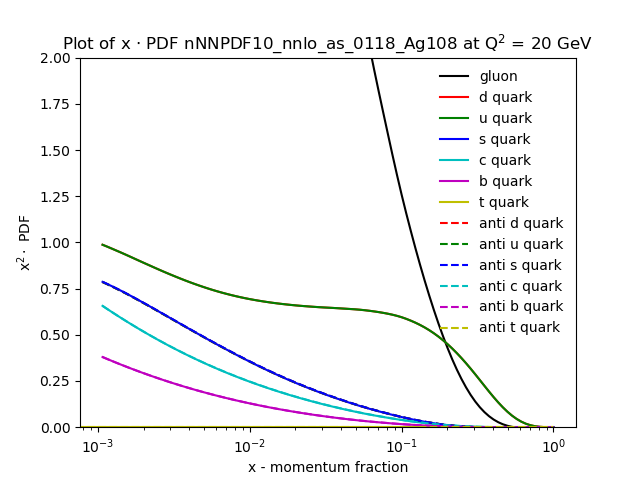 Plot of x · PDF nNNPDF10_nnlo_as_0118_Ag108 at Q² = 20 GeV
2.00
1.75
1.50
1.25
1.00
0.75
0.50
0.25
0.00
x² · PDF
gluon
d quark
u quark
s quark
c quark
b quark
t quark
anti d quark
anti u quark
anti s quark
anti c quark
anti b quark
anti t quark
10⁻³
10⁻²
10⁻¹
10⁰
x - momentum fraction